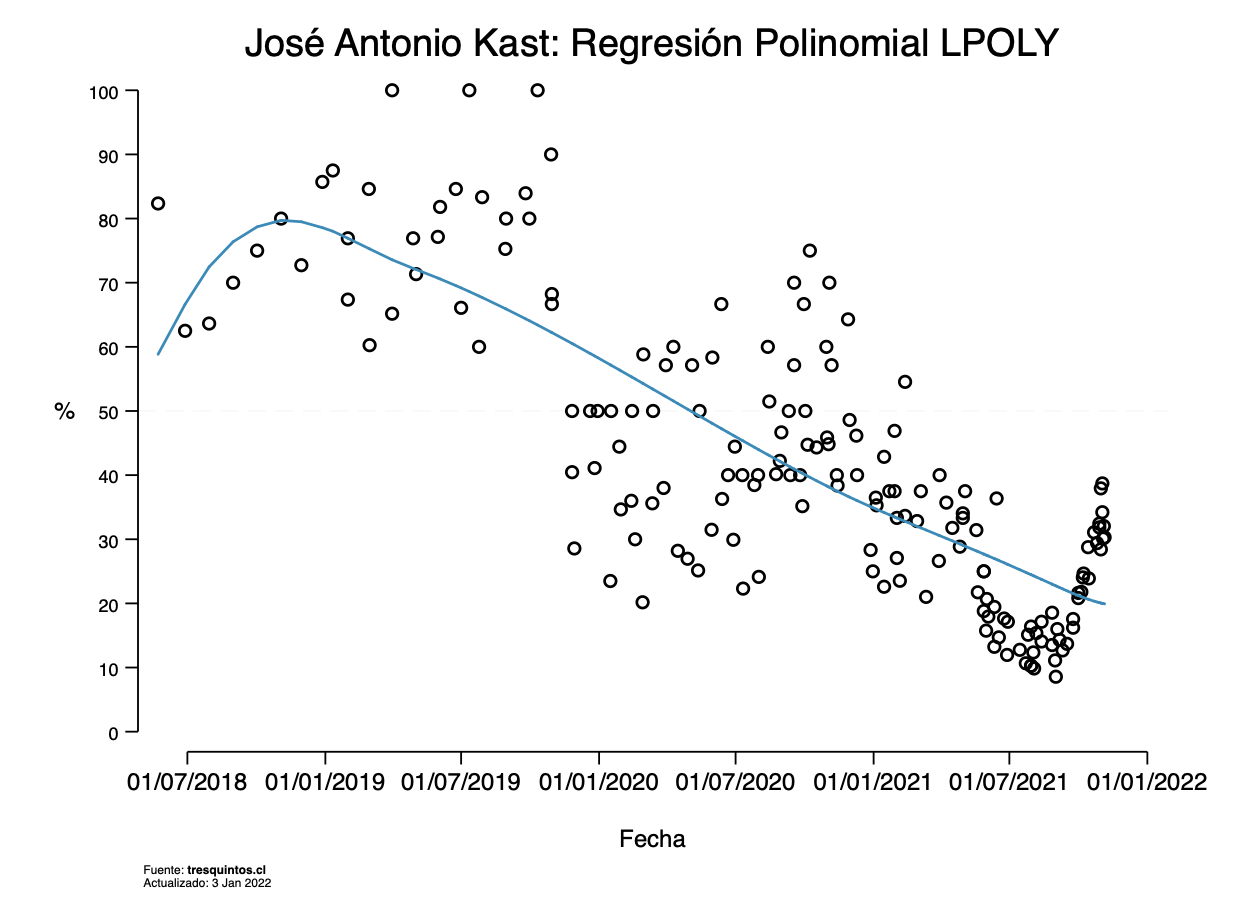 José Antonio Kast: Regresión Polinomial LPOLY
100
90
80
70
60
%
50
40
30
20
10
0
01/07/2018 01/01/2019 01/07/2019 01/01/2020 01/07/2020 01/01/2021 01/07/2021 01/01/2022
Fecha
Fuente: tresquintos.cl
Actualizado: 3 Jan 2022